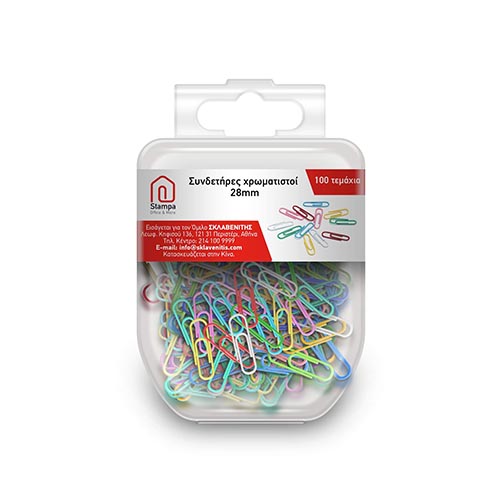 Συνδετήρες χρωματιστοί
28mm
100 τεμάχια
Stampa
Office & More
Εισάγεται για τον Όμιλο ΣΚΛΑΒΕΝΙΤΗΣ
Λεωφ. Κηφισού 136, 121 31 Περιστέρι, Αθήνα
Τηλ. Κέντρο: 214 100 9999
E-mail: info@sklavenitis.com
Κατασκευάζεται στην Κίνα.